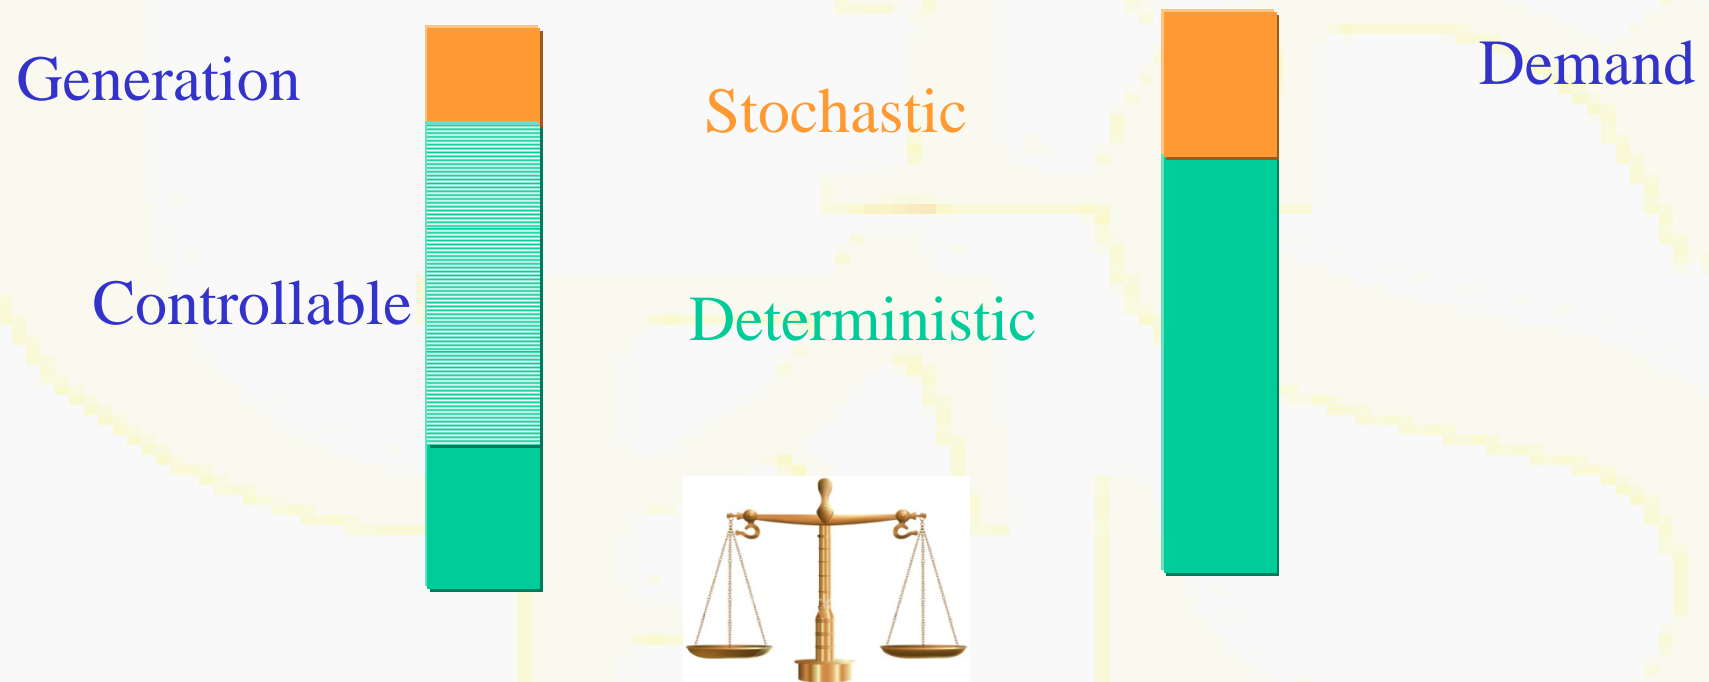 Generation
Stochastic
Demand
Controllable
Deterministic